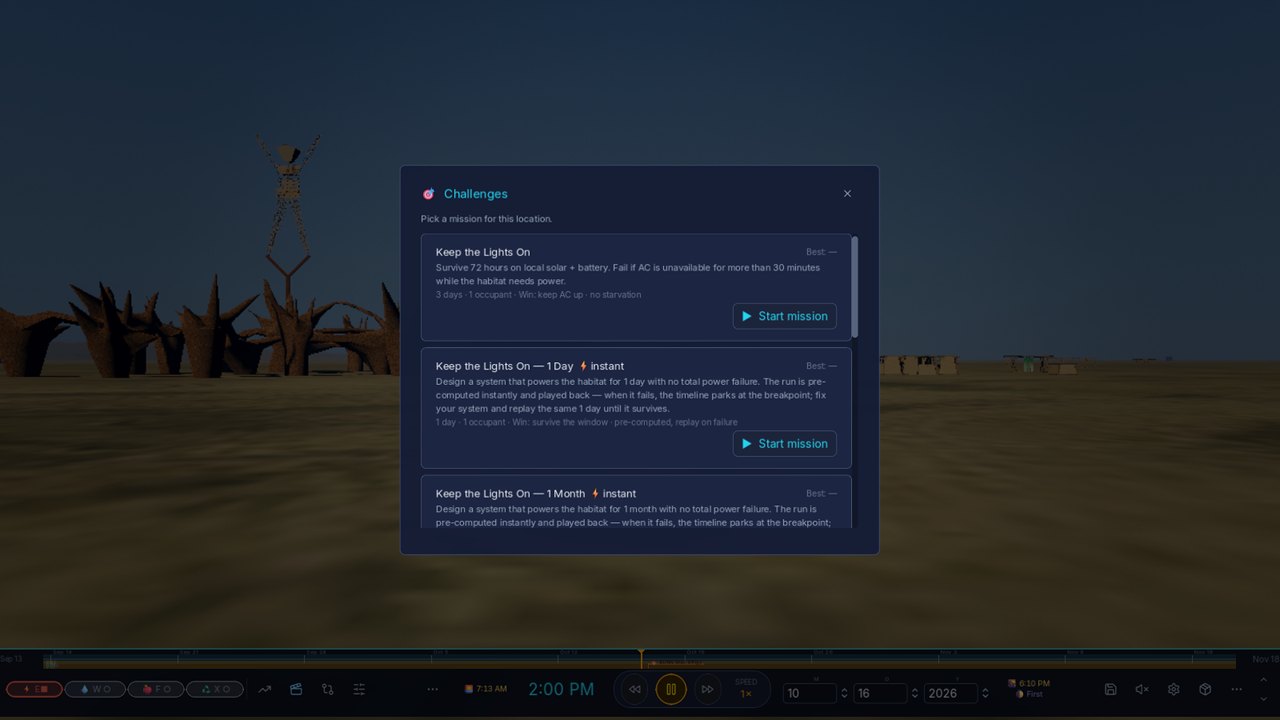 Challenges
Pick a mission for this location.
Keep the Lights On
Best: —
Survive 72 hours on local solar + battery. Fail if AC is unavailable for more than 30 minutes
while the habitat needs power.
3 days · 1 occupant · Win: keep AC up · no starvation
Start mission
Keep the Lights On — 1 Day ⚡ instant
Best: —
Design a system that powers the habitat for 1 day with no total power failure. The run is pre-
computed instantly and played back — when it fails, the timeline parks at the breakpoint; fix
your system and replay the same 1 day until it survives.
1 day · 1 occupant · Win: survive the window · pre-computed, replay on failure
Start mission
Keep the Lights On — 1 Month ⚡ instant
Best: —
Design a system that powers the habitat for 1 month with no total power failure. The run is
pre-computed instantly and played back — when it fails, the timeline parks at the breakpoint;
Sep 13
Nov 18
E
W
F
X
7:13 AM
2:00 PM
SPEED
1×
M
10
D
16
Y
2026
6:10 PM
First